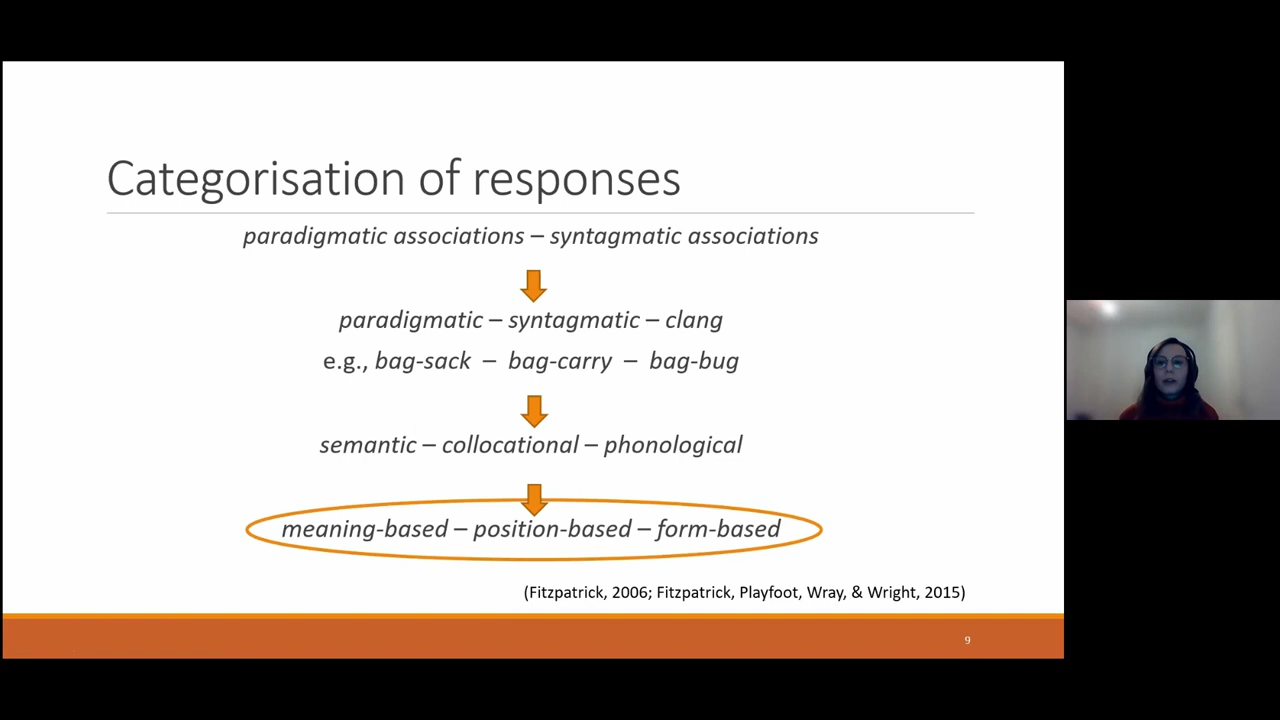 Categorisation of responses
paradigmatic associations – syntagmatic associations
paradigmatic – syntagmatic – clang
e.g., bag-sack – bag-carry – bag-bug
semantic – collocational – phonological
meaning-based – position-based – form-based
(Fitzpatrick, 2006; Fitzpatrick, Playfoot, Wray, & Wright, 2015)
9